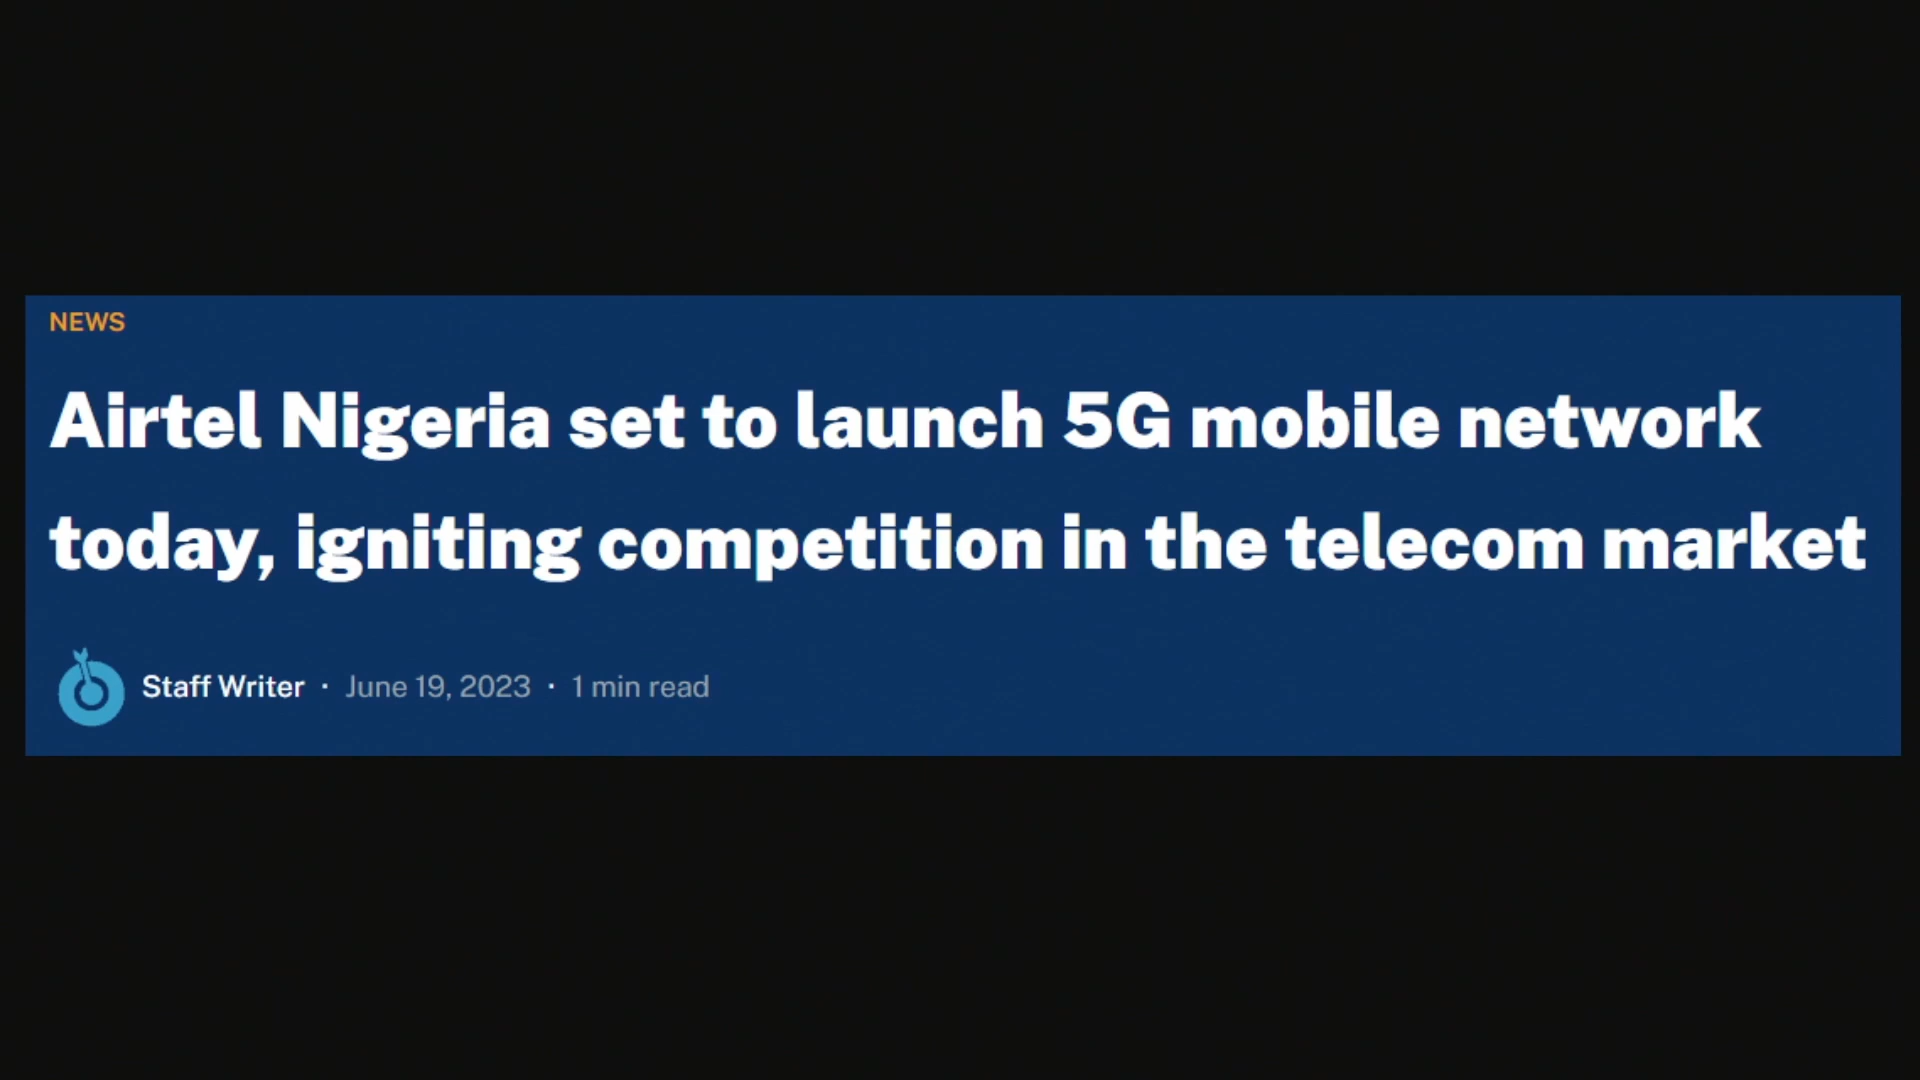 NEWS
Airtel Nigeria set to launch 5G mobile network
today, igniting competition in the telecom market
Staff Writer · June 19, 2023 · 1 min read